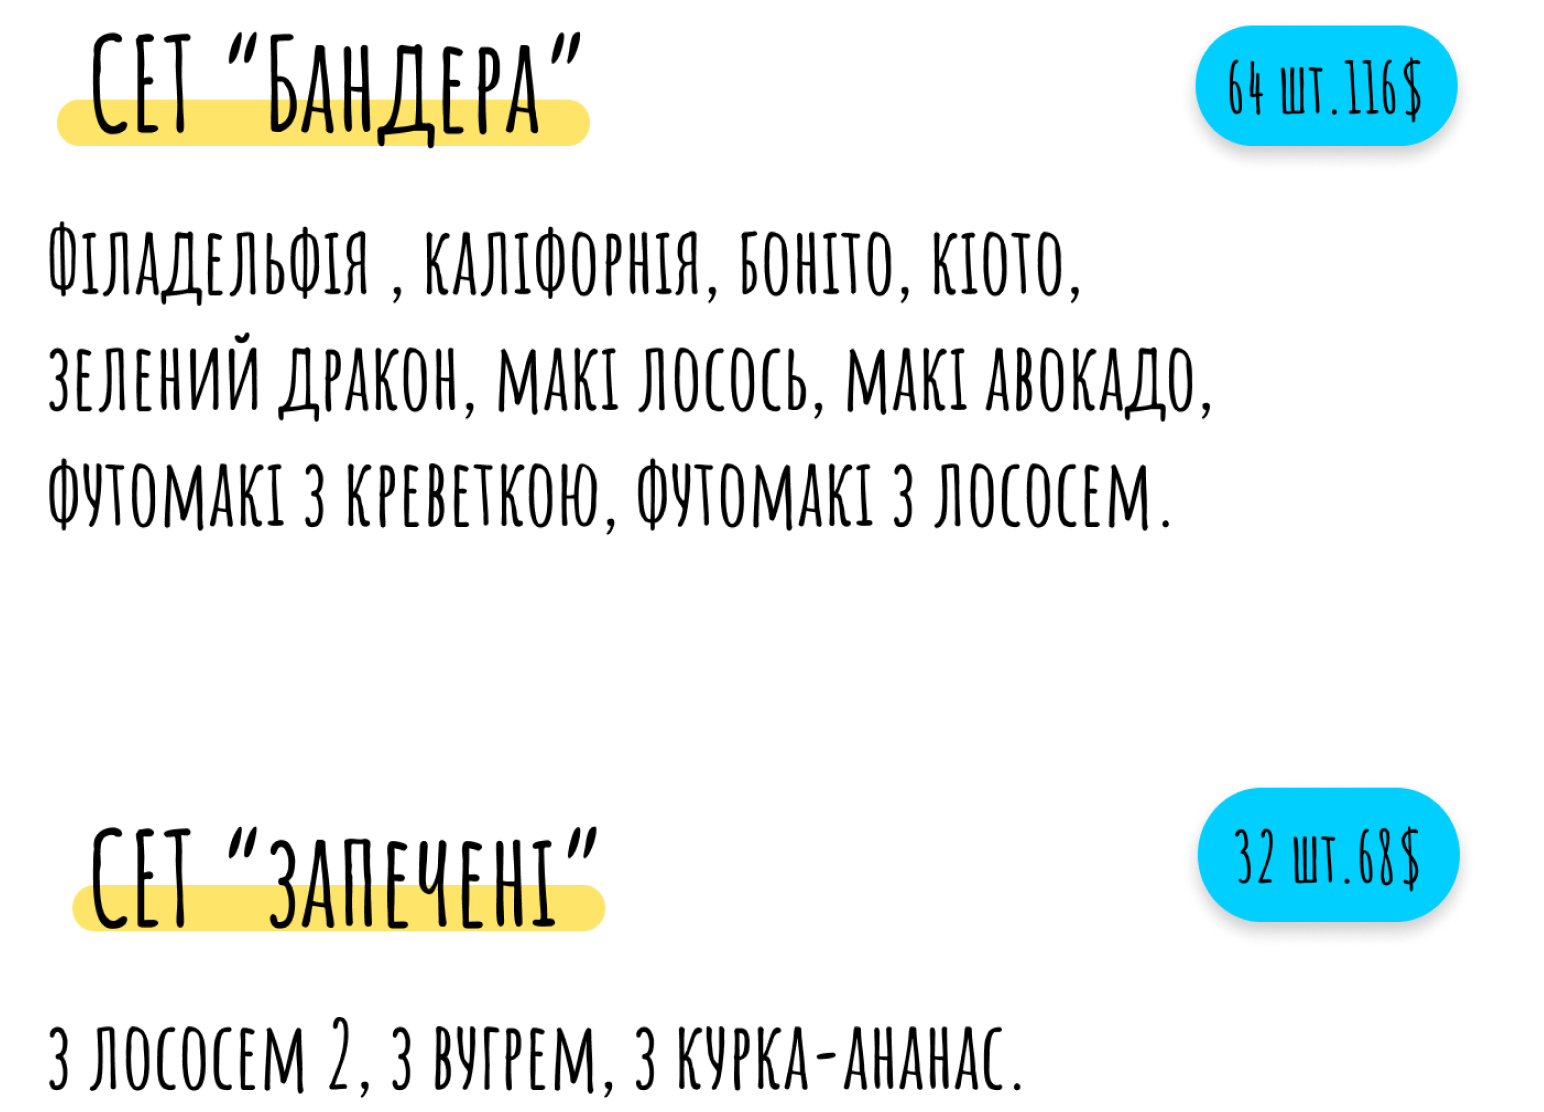 СЕТ “Бандера”
64 шт.116$
Філадельфія , каліфорнія, боніто, кіото,
зелений дракон, макі лосось, макі авокадо,
футомакі з креветкою, футомакі з лососем.
СЕТ “запечені”
32 шт.68$
з лососем 2, з вугрем, з курка-ананас.